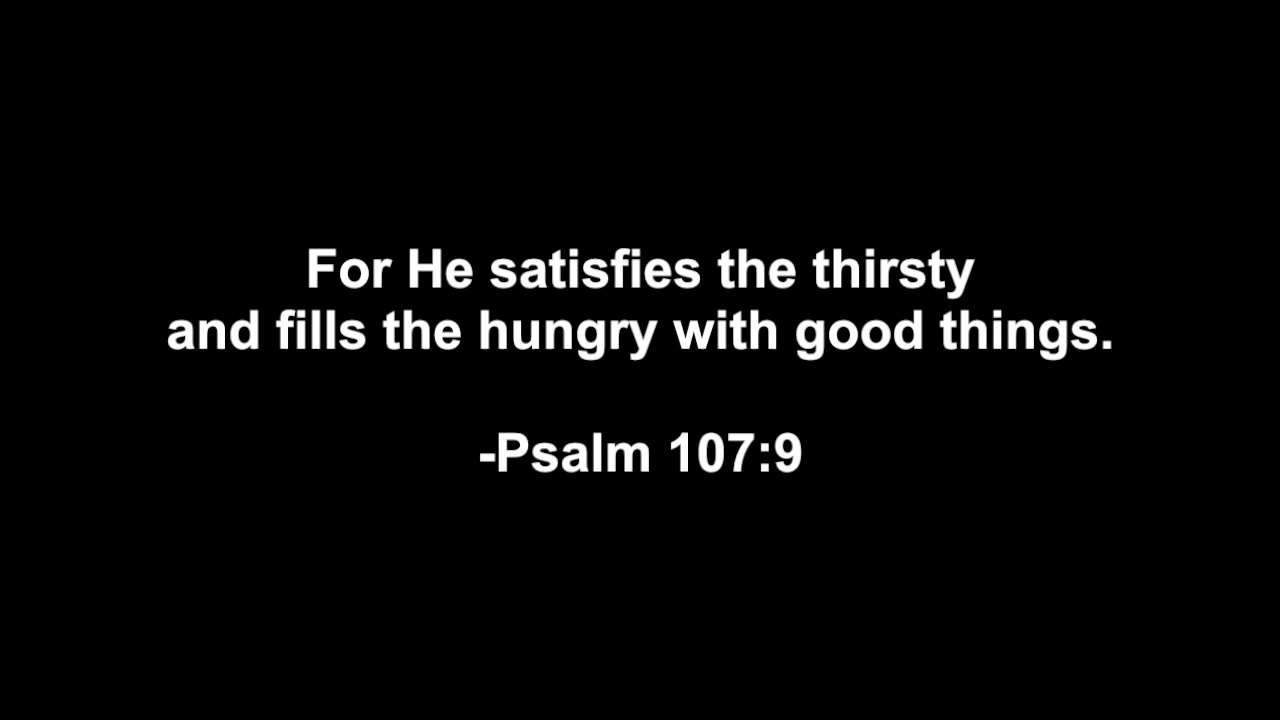 For He satisfies the thirsty
and fills the hungry with good things.
-Psalm 107:9